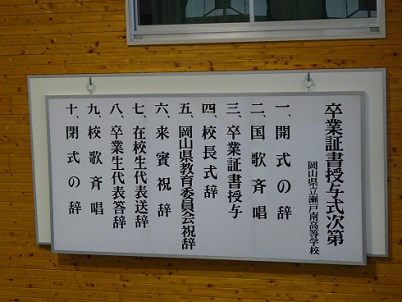 卒業証書授与式次第
岡山県立瀬戸南高等学校
一、開式の辞
二、国歌斉唱
三、卒業証書授与
四、校長式辞
五、岡山県教育委員会祝辞
六、来賓祝辞
七、在校生代表送辞
八、卒業生代表答辞
九、校歌斉唱
十、閉式の辞